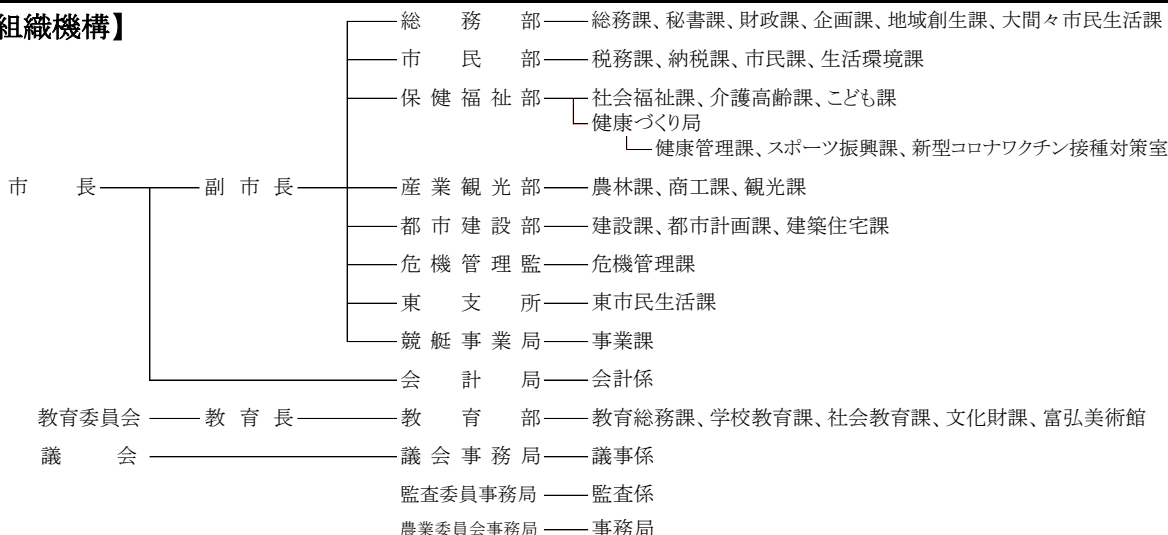 組織機構】
総務部 総務課、秘書課、財政課、企画課、地域創生課、大間々市民生活課
市民部 税務課、納税課、市民課、生活環境課
保健福祉部 社会福祉課、介護高齢課、こども課
健康づくり局
健康管理課、スポーツ振興課、新型コロナワクチン接種対策室
市長 副市長 産業観光部 農林課、商工課、観光課
都市建設部 建設課、都市計画課、建築住宅課
危機管理監 危機管理課
東支所 東市民生活課
競艇事業局 事業課
会計局 会計係
教育委員会 教育長 教育部 教育総務課、学校教育課、社会教育課、文化財課、富弘美術館
議会 議会事務局 議事係
監査委員事務局 監査係
農業委員会事務局 事務局